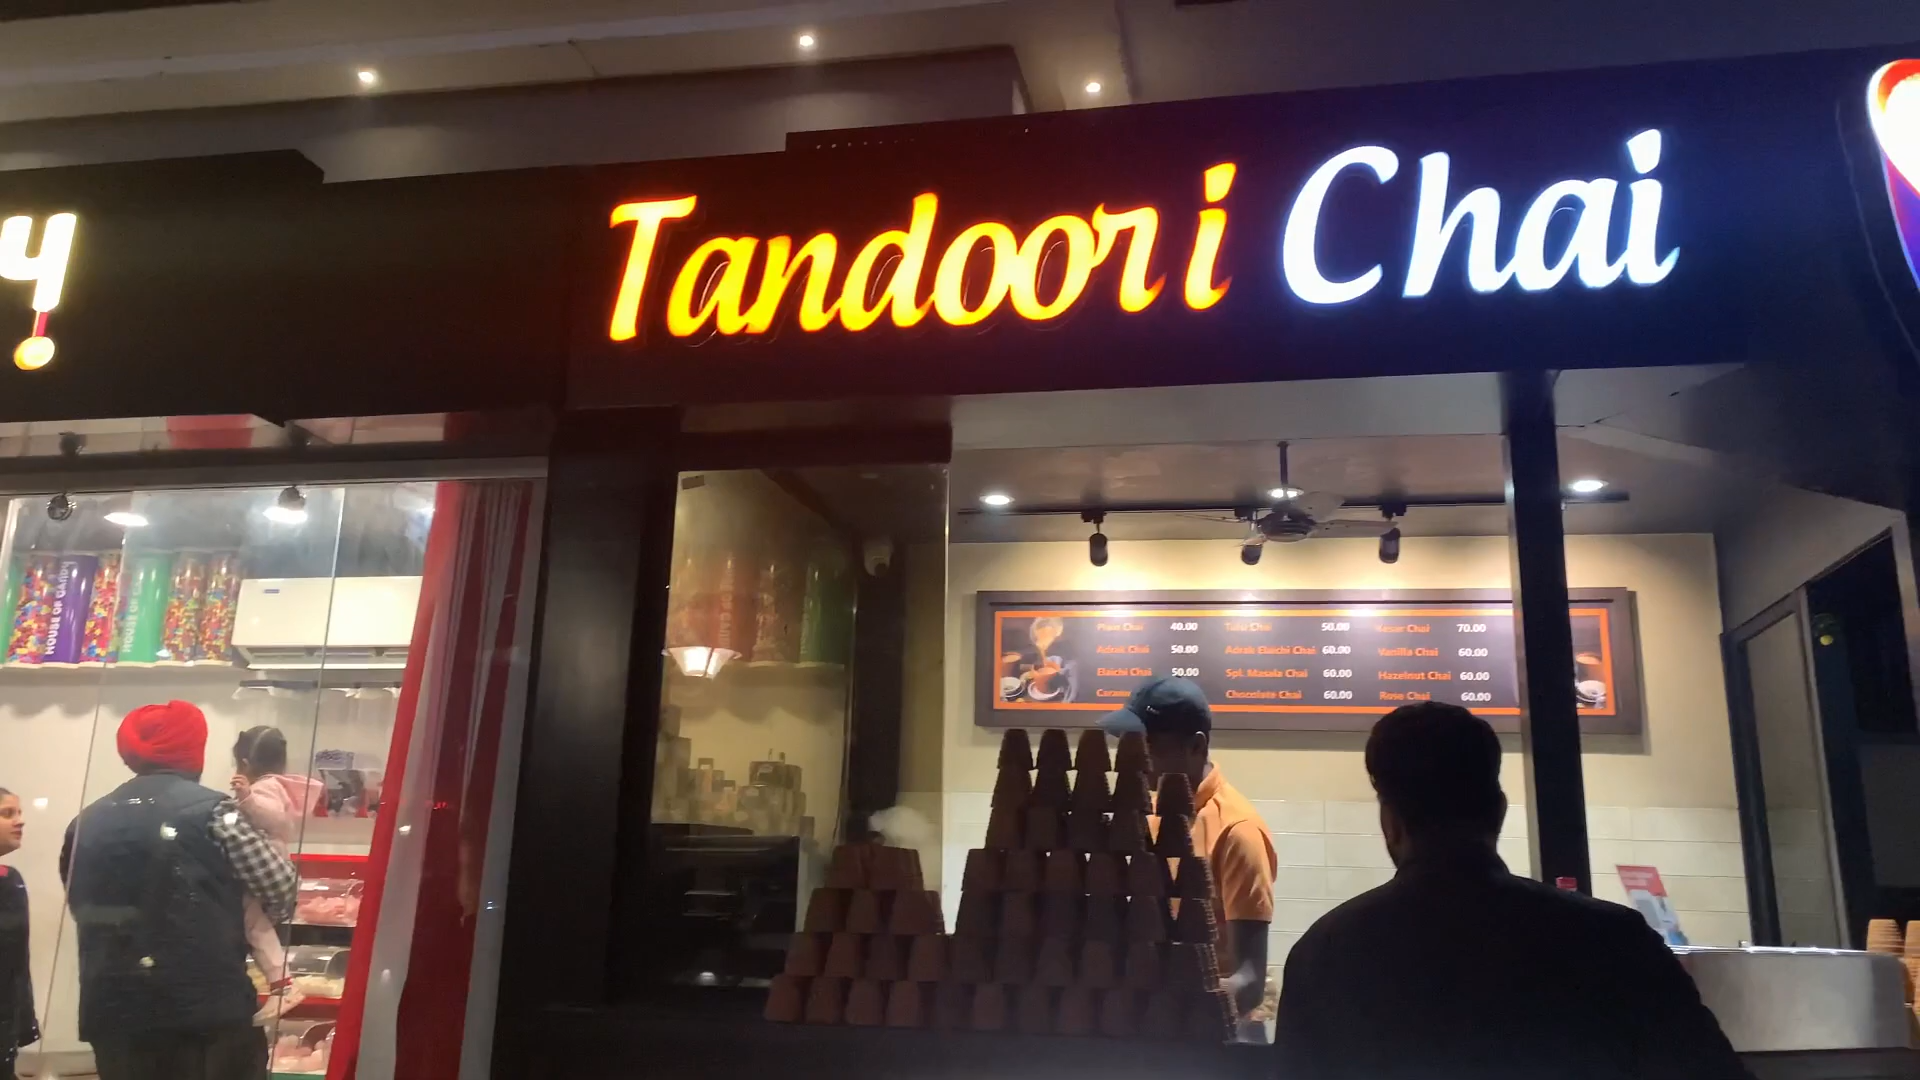 y
Tandoori Chai
HOUSE OF CANDY
HOUSE OF
Plain Chai 40.00
Adrak Chai 50.00
Elaichi Chai 50.00
Tulsi Chai 50.00
Adrak Elaichi Chai 60.00
Spl. Masala Chai 60.00
Chocolate Chai 60.00
Kesar Chai 70.00
Vanilla Chai 60.00
Hazelnut Chai 60.00
Rose Chai 60.00